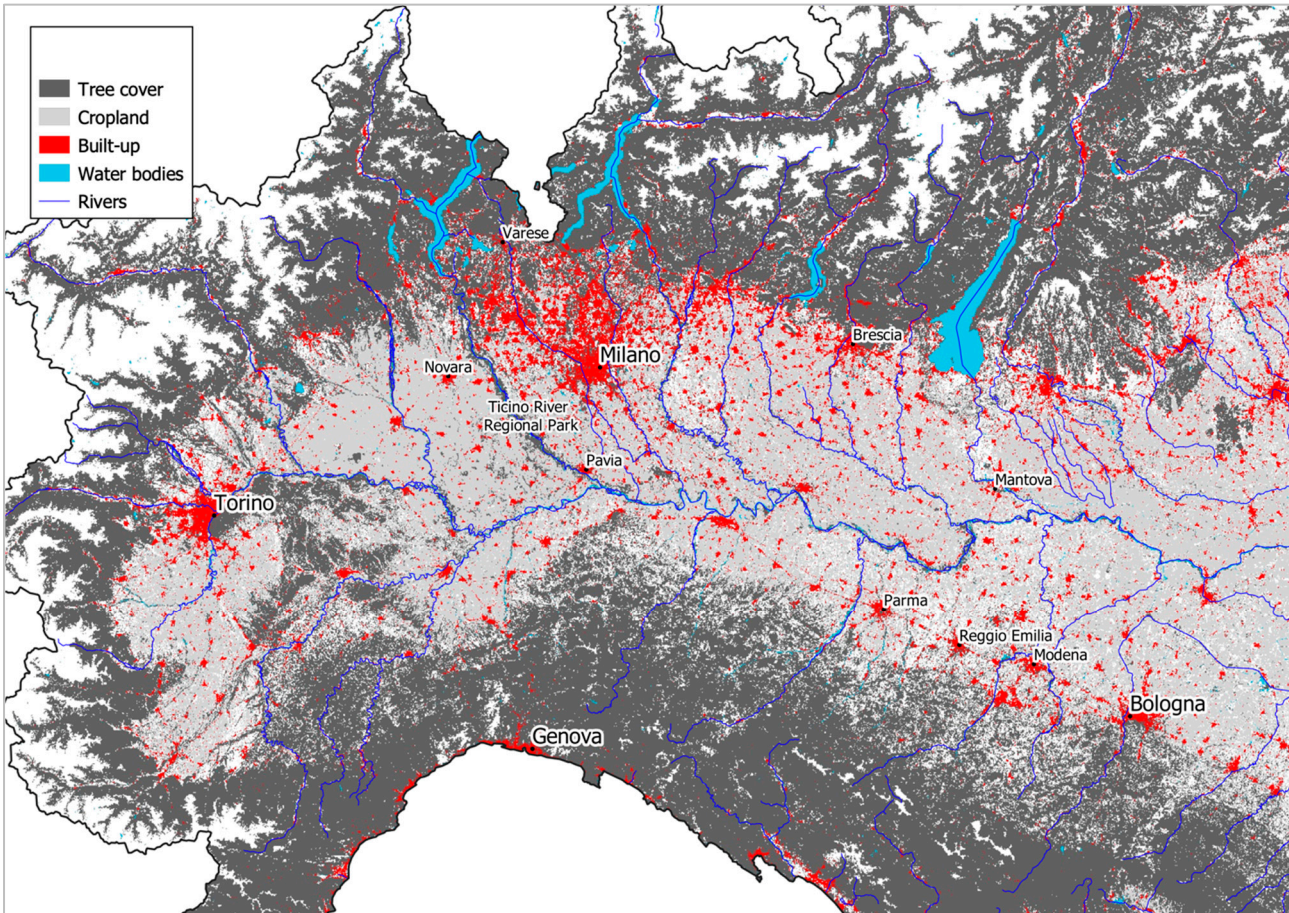 Tree cover
Cropland
Built-up
Water bodies
Rivers
Varese
Milano
Brescia
Novara
Ticino River
Regional Park
Pavia
Mantova
Torino
Parma
Reggio Emilia
Modena
Bologna
Genova